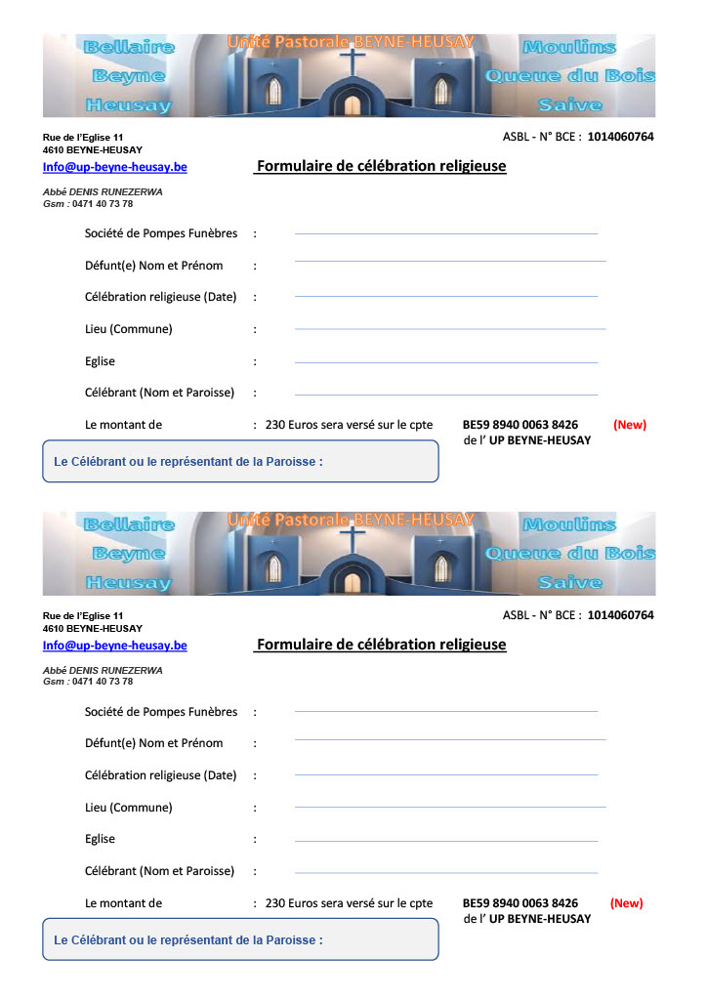 Unité Pastorale BEYNE-HEUSAY
Bellaire
Beyne
Heusay
Moulins
Queue du Bois
Saive
Rue de l'Eglise 11
4610 BEYNE-HEUSAY
ASBL - N° BCE : 1014060764
Info@up-beyne-heusay.be
Formulaire de célébration religieuse
Abbé DENIS RUNEZERWA
Gsm : 0471 40 73 78
Société de Pompes Funèbres :
Défunt(e) Nom et Prénom :
Célébration religieuse (Date) :
Lieu (Commune) :
Eglise :
Célébrant (Nom et Paroisse) :
Le montant de : 230 Euros sera versé sur le cpte BE59 8940 0063 8426 (New)
de l' UP BEYNE-HEUSAY
Le Célébrant ou le représentant de la Paroisse :
Unité Pastorale BEYNE-HEUSAY
Bellaire
Beyne
Heusay
Moulins
Queue du Bois
Saive
Rue de l'Eglise 11
4610 BEYNE-HEUSAY
ASBL - N° BCE : 1014060764
Info@up-beyne-heusay.be
Formulaire de célébration religieuse
Abbé DENIS RUNEZERWA
Gsm : 0471 40 73 78
Société de Pompes Funèbres :
Défunt(e) Nom et Prénom :
Célébration religieuse (Date) :
Lieu (Commune) :
Eglise :
Célébrant (Nom et Paroisse) :
Le montant de : 230 Euros sera versé sur le cpte BE59 8940 0063 8426 (New)
de l' UP BEYNE-HEUSAY
Le Célébrant ou le représentant de la Paroisse :